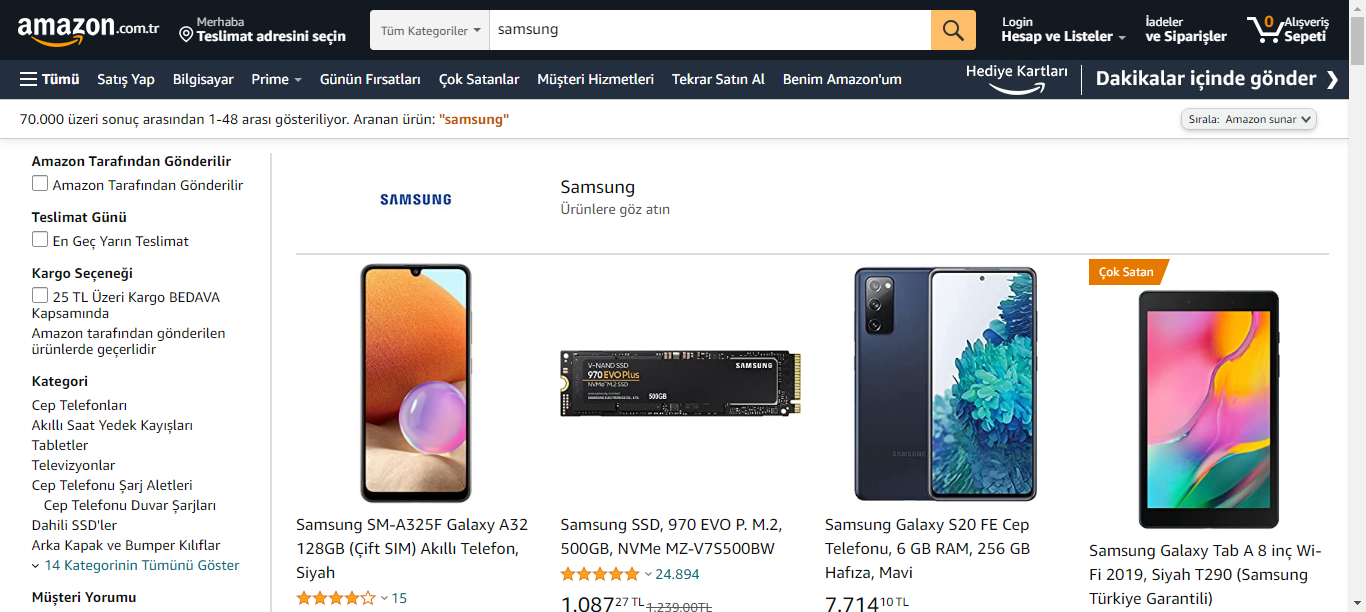 amazon.com.tr
Merhaba
Teslimat adresini seçin
Tüm Kategoriler
samsung
Login
Hesap ve Listeler
İadeler
ve Siparişler
0
Alışveriş
Sepeti
Tümü
Satış Yap
Bilgisayar
Prime
Günün Fırsatları
Çok Satanlar
Müşteri Hizmetleri
Tekrar Satın Al
Benim Amazon'um
Hediye Kartları
Dakikalar içinde gönder
70.000 üzeri sonuç arasından 1-48 arası gösteriliyor. Aranan ürün: "samsung"
Sırala: Amazon sunar
Amazon Tarafından Gönderilir
Amazon Tarafından Gönderilir
Teslimat Günü
En Geç Yarın Teslimat
Kargo Seçeneği
25 TL Üzeri Kargo BEDAVA
Kapsamında
Amazon tarafından gönderilen
ürünlerde geçerlidir
Kategori
Cep Telefonları
Akıllı Saat Yedek Kayışları
Tabletler
Televizyonlar
Cep Telefonu Şarj Aletleri
Cep Telefonu Duvar Şarjları
Dahili SSD'ler
Arka Kapak ve Bumper Kılıflar
14 Kategorinin Tümünü Göster
Müşteri Yorumu
SAMSUNG
Samsung
Ürünlere göz atın
Samsung SM-A325F Galaxy A32
128GB (Çift SIM) Akıllı Telefon,
Siyah
15
V-NAND SSD
970 EVO Plus
NVMe M.2 SSD
SAMSUNG
500GB
Samsung SSD, 970 EVO P. M.2,
500GB, NVMe MZ-V7S500BW
24.894
1.08727 TL 1.239,00TL
SAMSUNG
Samsung Galaxy S20 FE Cep
Telefonu, 6 GB RAM, 256 GB
Hafıza, Mavi
7.71410 TL
Çok Satan
Samsung Galaxy Tab A 8 inç Wi-
Fi 2019, Siyah T290 (Samsung
Türkiye Garantili)